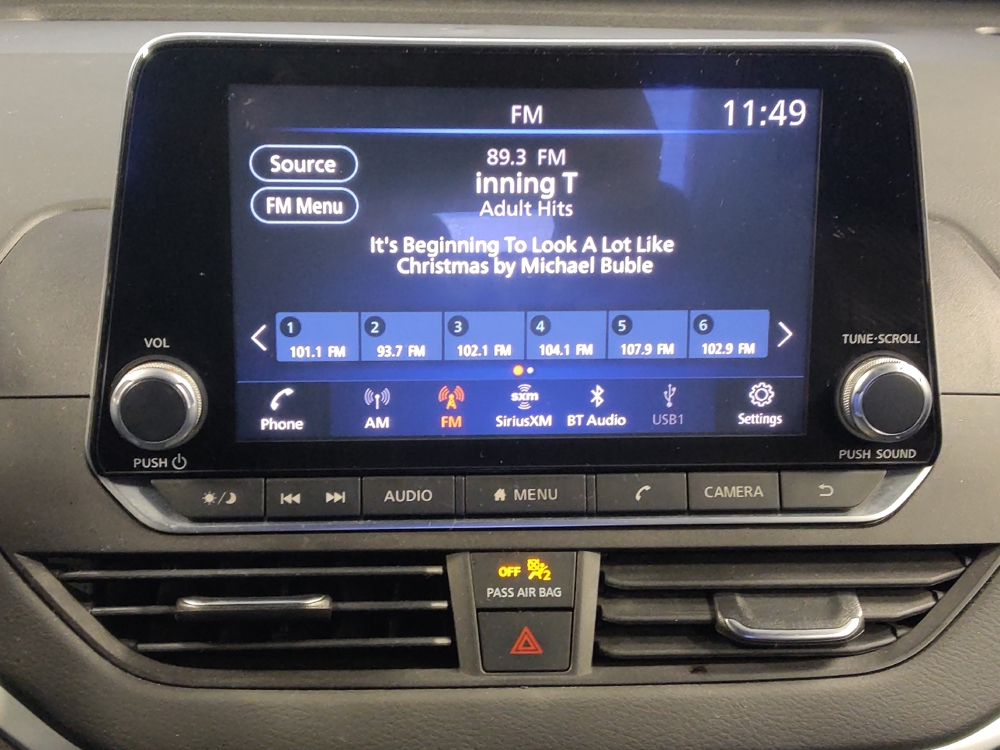 FM
11:49
Source
FM Menu
89.3 FM
inning T
Adult Hits
It's Beginning To Look A Lot Like
Christmas by Michael Buble
1 2 3 4 5 6
101.1 FM 93.7 FM 102.1 FM 104.1 FM 107.9 FM 102.9 FM
Phone AM FM SiriusXM BT Audio USB1 Settings
sxm
VOL
PUSH
TUNE·SCROLL
PUSH SOUND
AUDIO MENU CAMERA
OFF 2
PASS AIR BAG